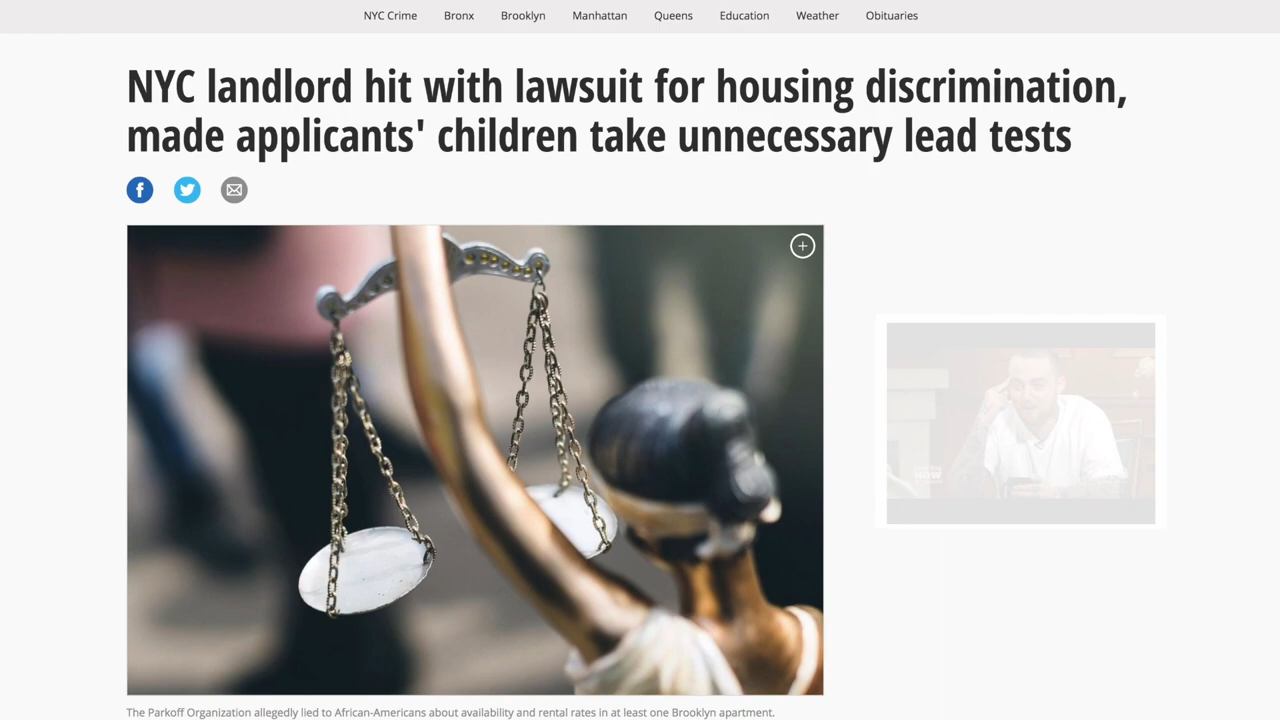 NYC Crime Bronx Brooklyn Manhattan Queens Education Weather Obituaries
NYC landlord hit with lawsuit for housing discrimination,
made applicants' children take unnecessary lead tests
The Parkoff Organization allegedly lied to African-Americans about availability and rental rates in at least one Brooklyn apartment.